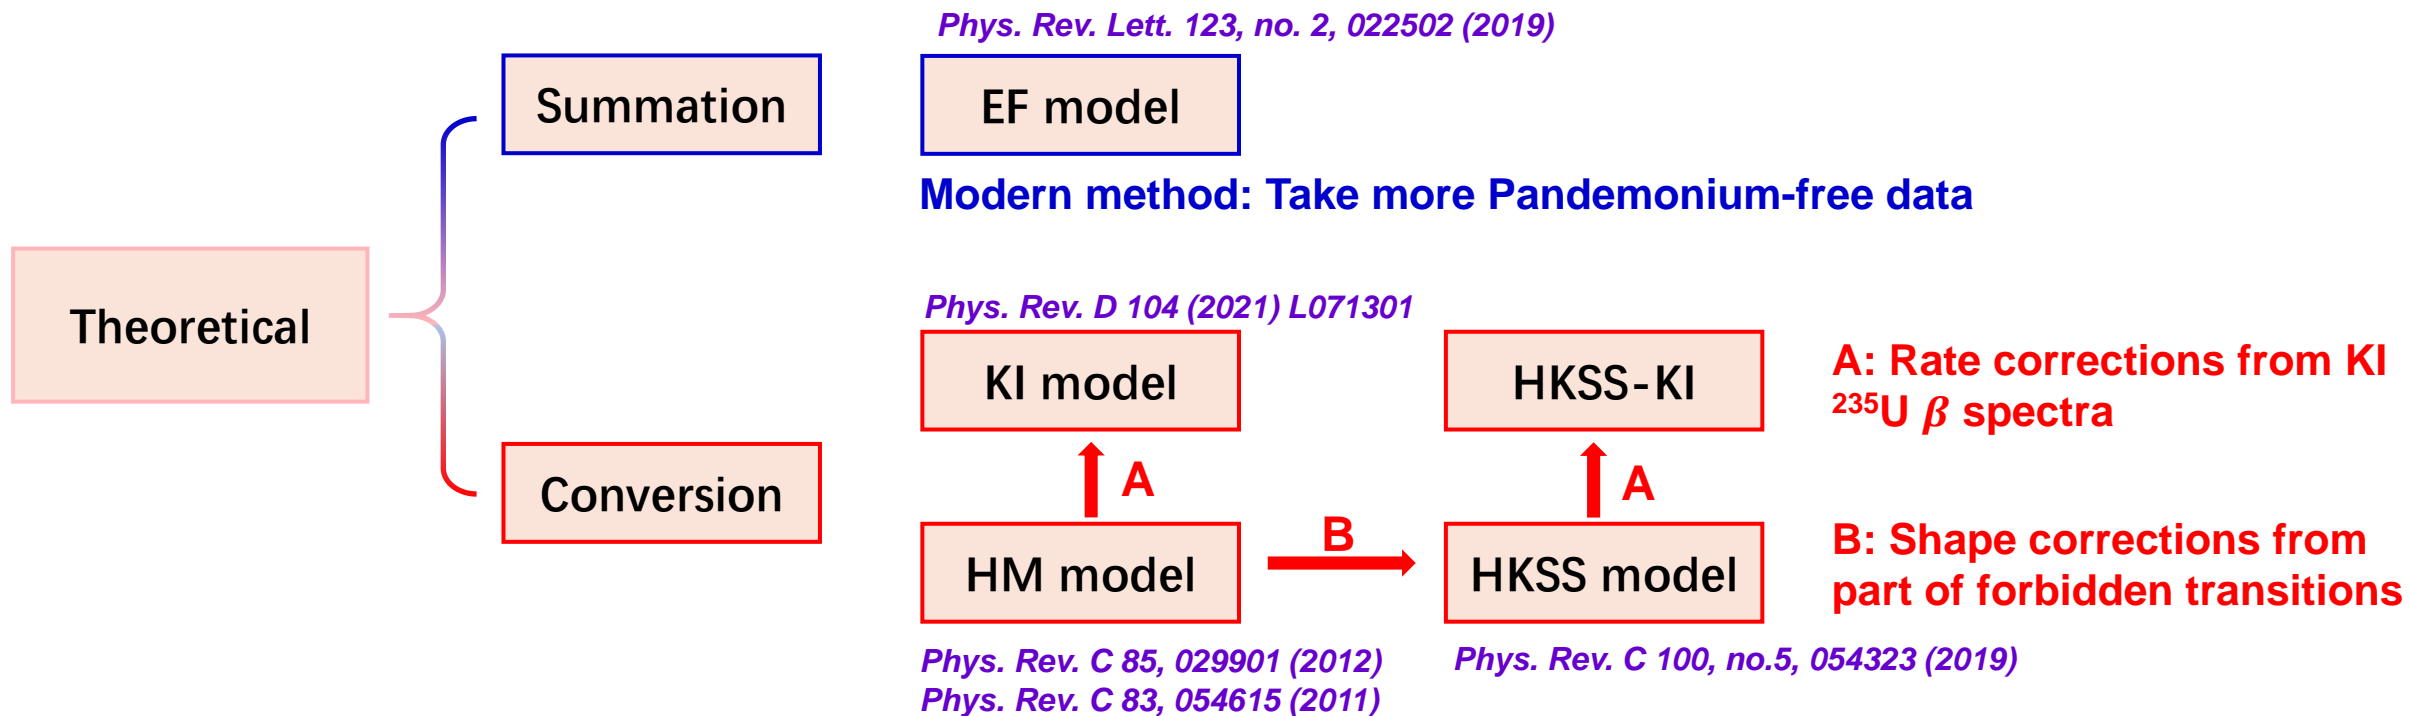 Phys. Rev. Lett. 123, no. 2, 022502 (2019)
Summation
EF model
Modern method: Take more Pandemonium-free data
Theoretical
Phys. Rev. D 104 (2021) L071301
KI model
HKSS-KI
A: Rate corrections from KI
²³⁵U β spectra
A
A
Conversion
B
HM model
HKSS model
B: Shape corrections from
part of forbidden transitions
Phys. Rev. C 85, 029901 (2012)
Phys. Rev. C 83, 054615 (2011)
Phys. Rev. C 100, no.5, 054323 (2019)